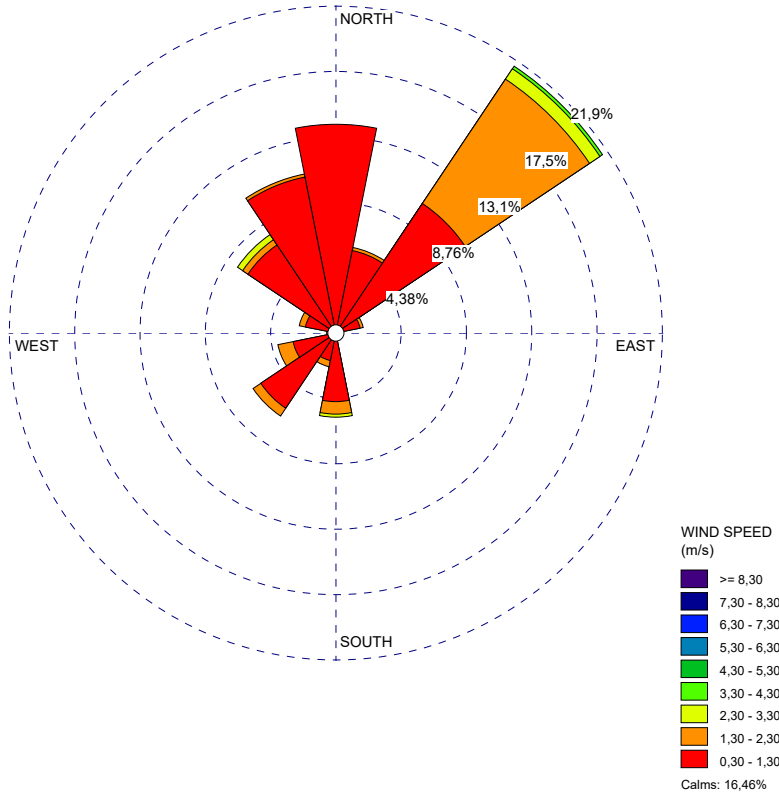 NORTH
21,9%
17,5%
13,1%
8,76%
4,38%
WEST
EAST
SOUTH
WIND SPEED
(m/s)
>= 8,30
7,30 - 8,30
6,30 - 7,30
5,30 - 6,30
4,30 - 5,30
3,30 - 4,30
2,30 - 3,30
1,30 - 2,30
0,30 - 1,30
Calms: 16,46%